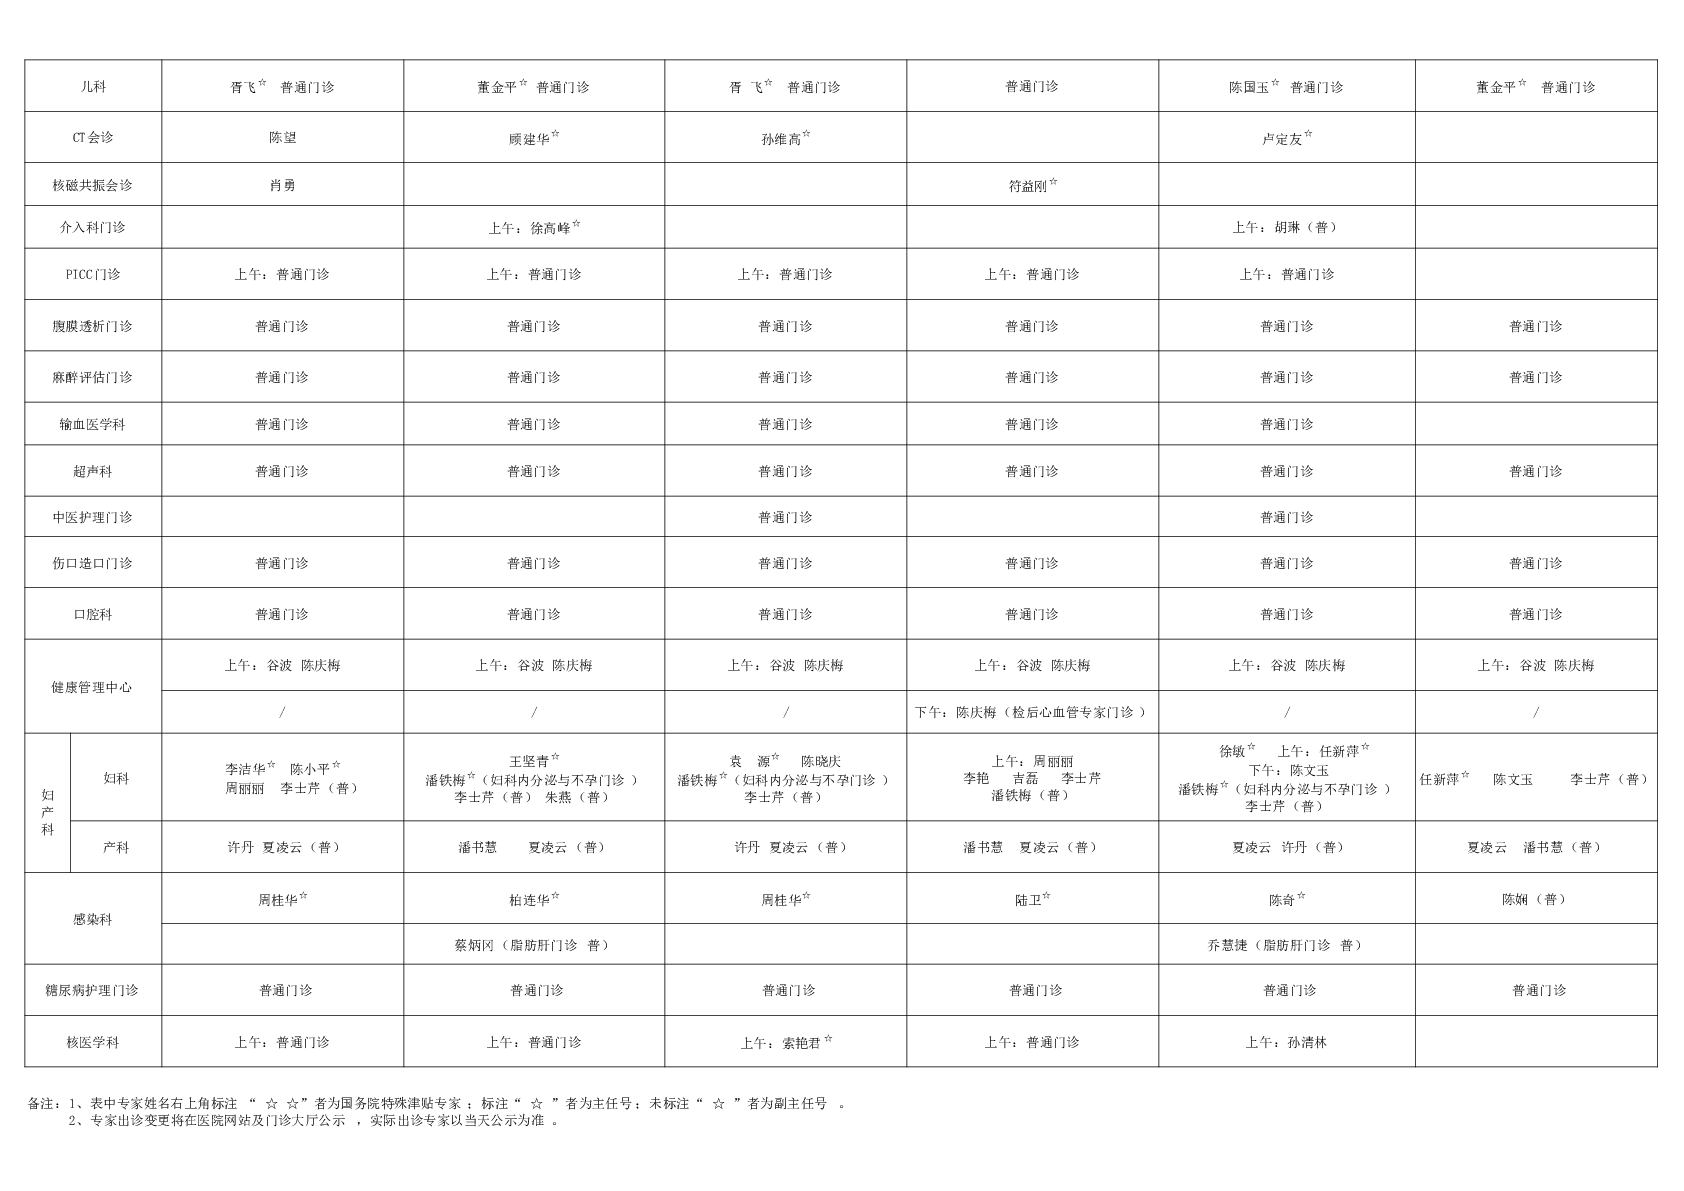 儿科 胥飞☆ 普通门诊 董金平☆ 普通门诊 胥 飞☆ 普通门诊 普通门诊 陈国玉☆ 普通门诊 董金平☆ 普通门诊
CT会诊 陈望 顾建华☆ 孙维高☆ 卢定友☆
核磁共振会诊 肖勇 符益刚☆
介入科门诊 上午：徐高峰☆ 上午：胡琳（普）
PICC门诊 上午：普通门诊 上午：普通门诊 上午：普通门诊 上午：普通门诊 上午：普通门诊
腹膜透析门诊 普通门诊 普通门诊 普通门诊 普通门诊 普通门诊 普通门诊
麻醉评估门诊 普通门诊 普通门诊 普通门诊 普通门诊 普通门诊 普通门诊
输血医学科 普通门诊 普通门诊 普通门诊 普通门诊 普通门诊
超声科 普通门诊 普通门诊 普通门诊 普通门诊 普通门诊 普通门诊
中医护理门诊 普通门诊 普通门诊
伤口造口门诊 普通门诊 普通门诊 普通门诊 普通门诊 普通门诊 普通门诊
口腔科 普通门诊 普通门诊 普通门诊 普通门诊 普通门诊 普通门诊
健康管理中心
上午：谷波 陈庆梅 上午：谷波 陈庆梅 上午：谷波 陈庆梅 上午：谷波 陈庆梅 上午：谷波 陈庆梅 上午：谷波 陈庆梅
/ / / 下午：陈庆梅（检后心血管专家门诊） / /
妇产科
妇科
李洁华☆ 陈小平☆
周丽丽 李士芹（普）
王坚青☆
潘铁梅☆（妇科内分泌与不孕门诊）
李士芹（普） 朱燕（普）
袁 源☆ 陈晓庆
潘铁梅☆（妇科内分泌与不孕门诊）
李士芹（普）
上午：周丽丽
李艳 吉磊 李士芹
潘铁梅（普）
徐敏☆ 上午：任新萍☆
下午：陈文玉
潘铁梅☆（妇科内分泌与不孕门诊）
李士芹（普）
任新萍☆ 陈文玉 李士芹（普）
产科 许丹 夏凌云（普） 潘书慧 夏凌云（普） 许丹 夏凌云（普） 潘书慧 夏凌云（普） 夏凌云 许丹（普） 夏凌云 潘书慧（普）
感染科
周桂华☆ 柏连华☆ 周桂华☆ 陆卫☆ 陈奇☆ 陈娴（普）
蔡炳冈（脂肪肝门诊 普） 乔慧捷（脂肪肝门诊 普）
糖尿病护理门诊 普通门诊 普通门诊 普通门诊 普通门诊 普通门诊 普通门诊
核医学科 上午：普通门诊 上午：普通门诊 上午：索艳君☆ 上午：普通门诊 上午：孙清林
备注：1、表中专家姓名右上角标注 “ ☆ ☆”者为国务院特殊津贴专家；标注“ ☆ ”者为主任号；未标注“ ☆ ”者为副主任号 。
2、专家出诊变更将在医院网站及门诊大厅公示 ，实际出诊专家以当天公示为准 。